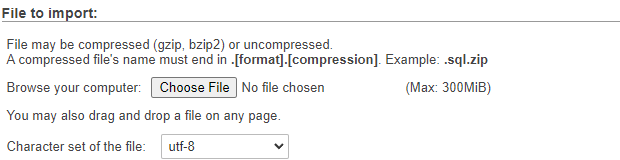 File to import:
File may be compressed (gzip, bzip2) or uncompressed.
A compressed file's name must end in .[format].[compression]. Example: .sql.zip
Browse your computer: Choose File No file chosen (Max: 300MiB)
You may also drag and drop a file on any page.
Character set of the file: utf-8